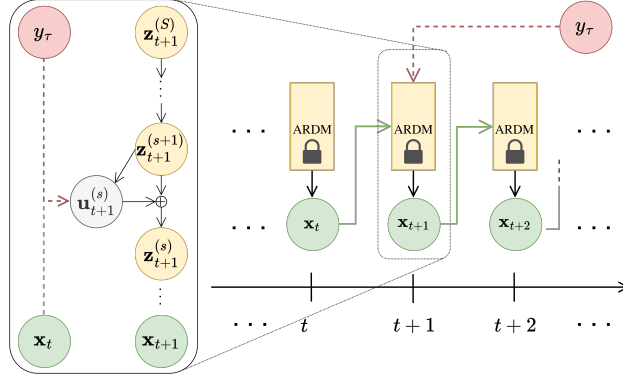 y_τ
z_{t+1}^{(S)}
⋮
z_{t+1}^{(s+1)}
u_{t+1}^{(s)}
z_{t+1}^{(s)}
⋮
x_t
x_{t+1}
y_τ
... ARDM ARDM ARDM ...
... x_t x_{t+1} x_{t+2} ...
... t t + 1 t + 2 ...